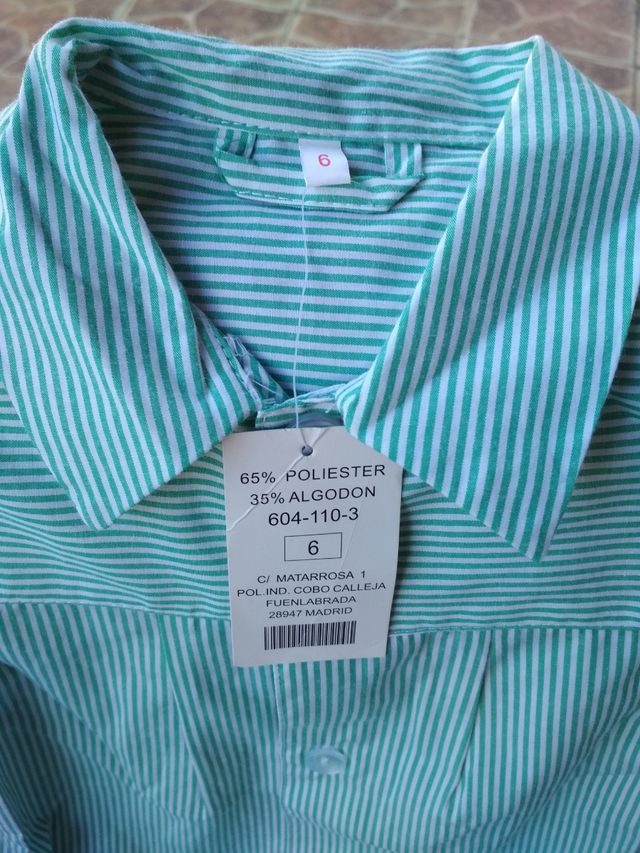 6
65% POLIESTER
35% ALGODON
604-110-3
6
C/ MATARROSA 1
POL.IND. COBO CALLEJA
FUENLABRADA
28947 MADRID